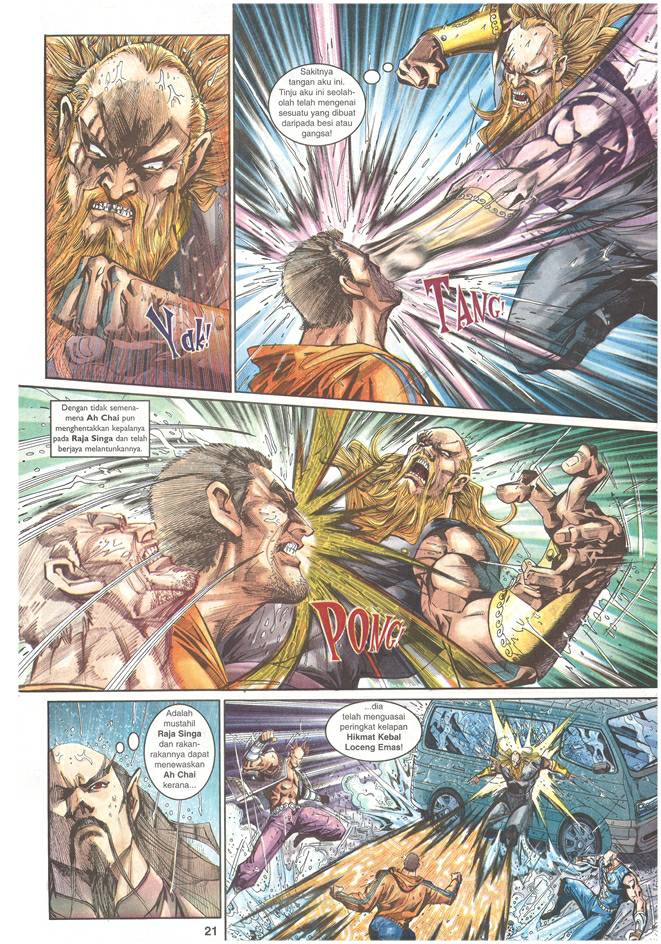 Yak!
Sakitnya
tangan aku ini.
Tinju aku ini seolah-
olah telah mengenai
sesuatu yang dibuat
daripada besi atau
gangsa!
TANG!
Dengan tidak semena-
mena Ah Chai pun
menghentakkan kepalanya
pada Raja Singa dan telah
berjaya melantunkannya.
PONG!
Adalah
mustahil
Raja Singa
dan rakan-
rakannya dapat
menewaskan
Ah Chai
kerana...
...dia
telah menguasai
peringkat kelapan
Hikmat Kebal
Loceng Emas!
21